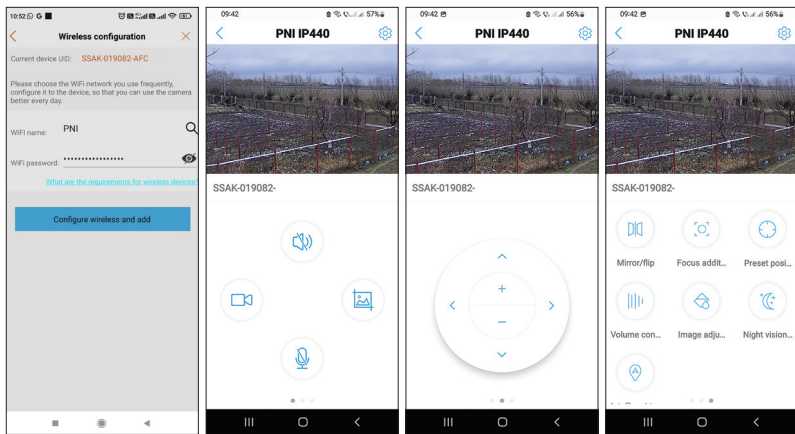 10:52
Wireless configuration
Current device UID: SSAK-019082-AFC
Please choose the WiFi network you use frequently,
configure it to the device, so that you can use the camera
better every day.
WIFI name: PNI
WiFi password: ••••••••••••••••
What are the requirements for wireless devices?
Configure wireless and add
09:42 57%
PNI IP440
SSAK-019082-
09:42 56%
PNI IP440
SSAK-019082-
09:42 56%
PNI IP440
SSAK-019082-
Mirror/flip Focus addit... Preset posi...
Volume con... Image adju... Night vision...